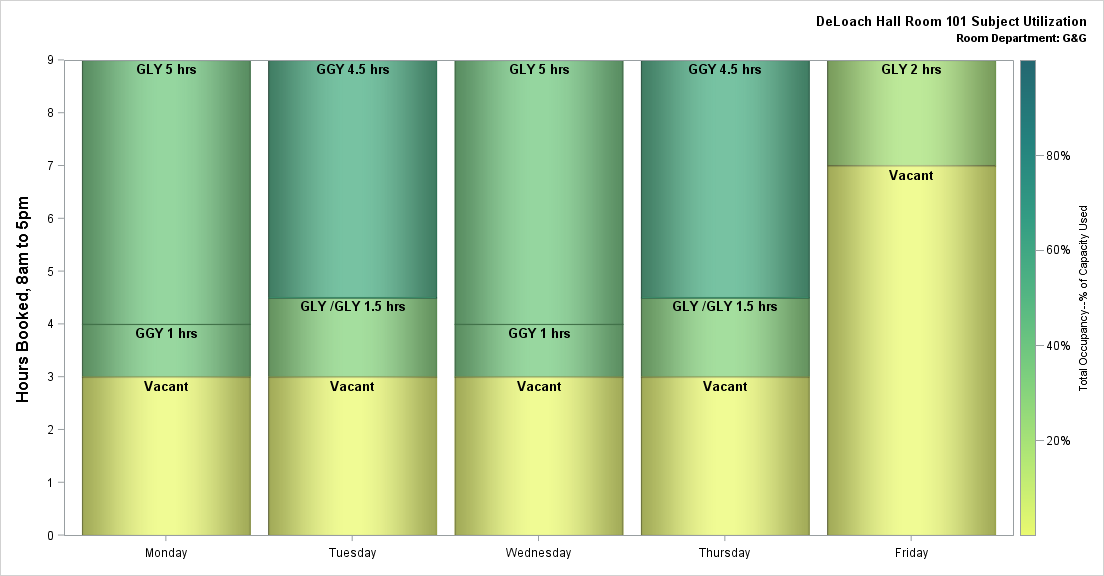 DeLoach Hall Room 101 Subject Utilization
Room Department: G&G
Hours Booked, 8am to 5pm
9
8
7
6
5
4
3
2
1
0
GLY 5 hrs
GGY 1 hrs
Vacant
GGY 4.5 hrs
GLY /GLY 1.5 hrs
Vacant
GLY 5 hrs
GGY 1 hrs
Vacant
GGY 4.5 hrs
GLY /GLY 1.5 hrs
Vacant
GLY 2 hrs
Vacant
Monday
Tuesday
Wednesday
Thursday
Friday
80%
60%
40%
20%
Total Occupancy--% of Capacity Used